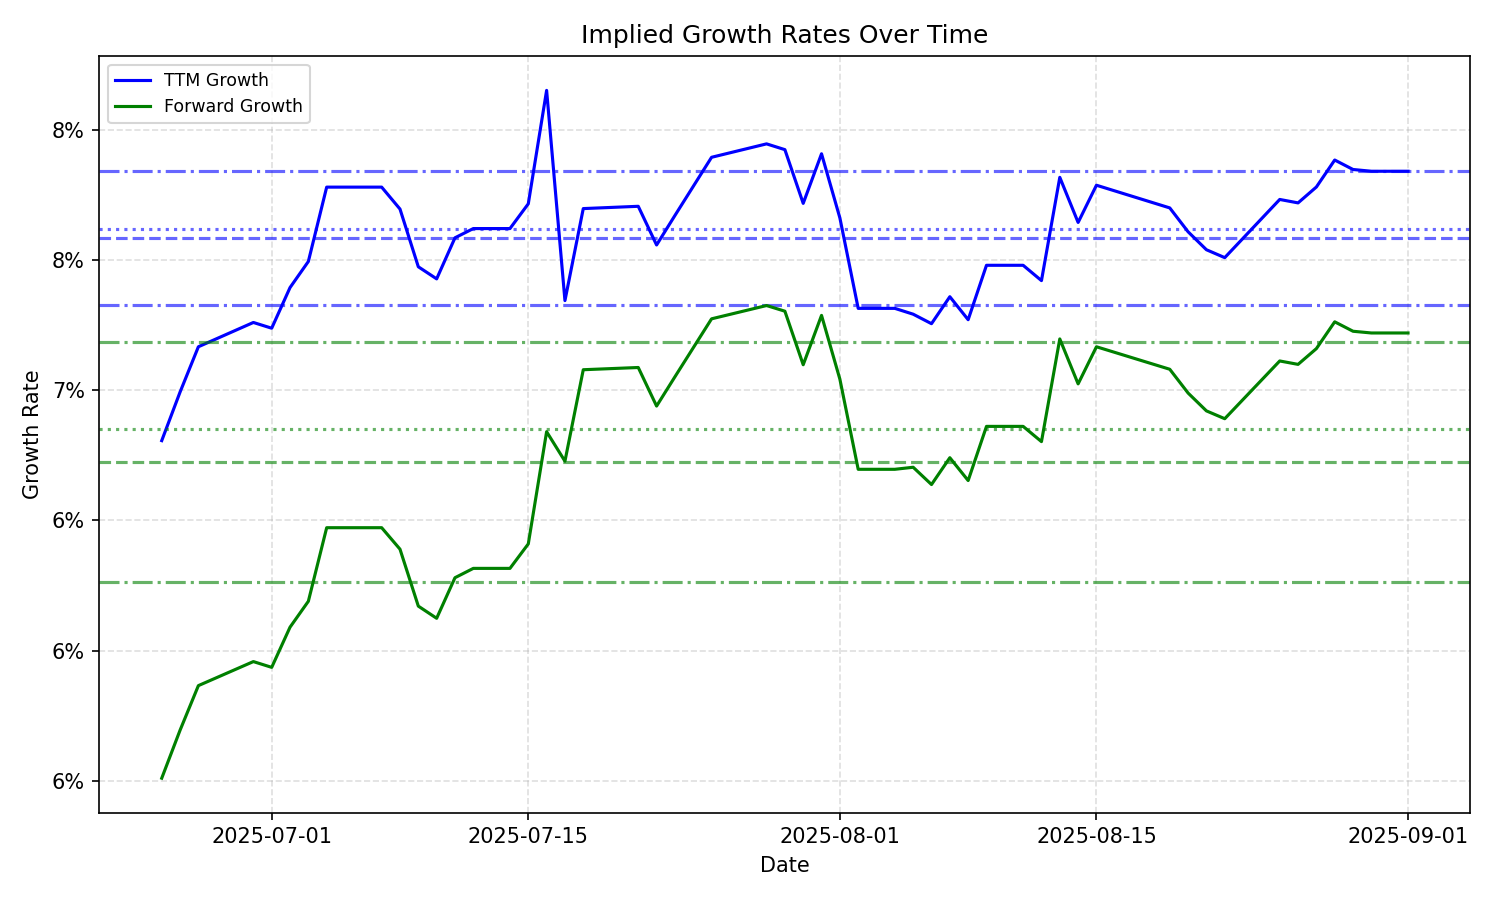 Implied Growth Rates Over Time
TTM Growth
Forward Growth
Growth Rate
8%
8%
7%
6%
6%
6%
2025-07-01
2025-07-15
2025-08-01
2025-08-15
2025-09-01
Date